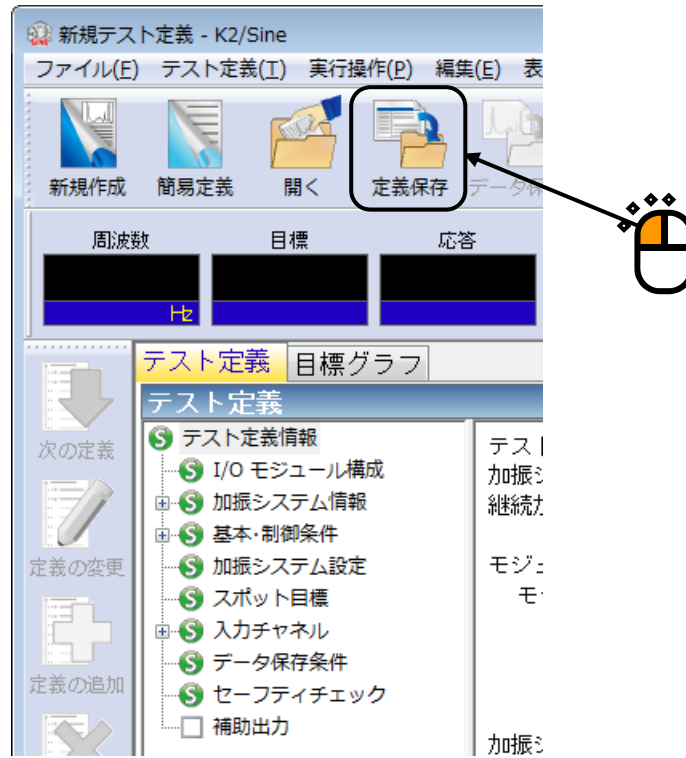 新規テスト定義 - K2/Sine
ファイル(F) テスト定義(T) 実行操作(P) 編集(E) 表
新規作成 簡易定義 開く 定義保存 データ保
周波数 目標 応答
Hz
テスト定義 目標グラフ
テスト定義
次の定義
定義の変更
定義の追加
テスト定義情報
I/O モジュール構成
加振システム情報
基本・制御条件
加振システム設定
スポット目標
入力チャネル
データ保存条件
セーフティチェック
補助出力
テスト
加振シ
継続加
モジュ
モ
加振シ